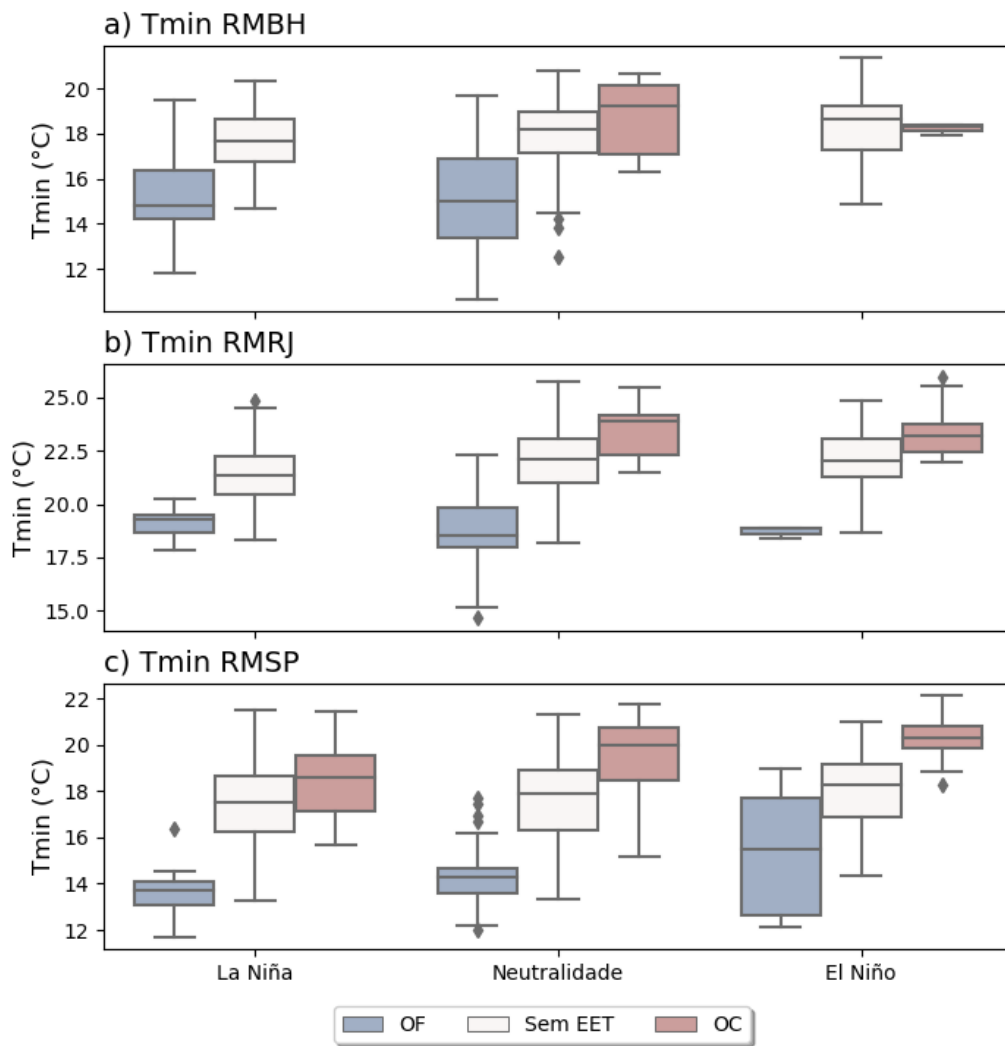 a) Tmin RMBH
Tmin (°C)
20
18
16
14
12
b) Tmin RMRJ
Tmin (°C)
25.0
22.5
20.0
17.5
15.0
c) Tmin RMSP
Tmin (°C)
22
20
18
16
14
12
La Niña Neutralidade El Niño
OF Sem EET OC